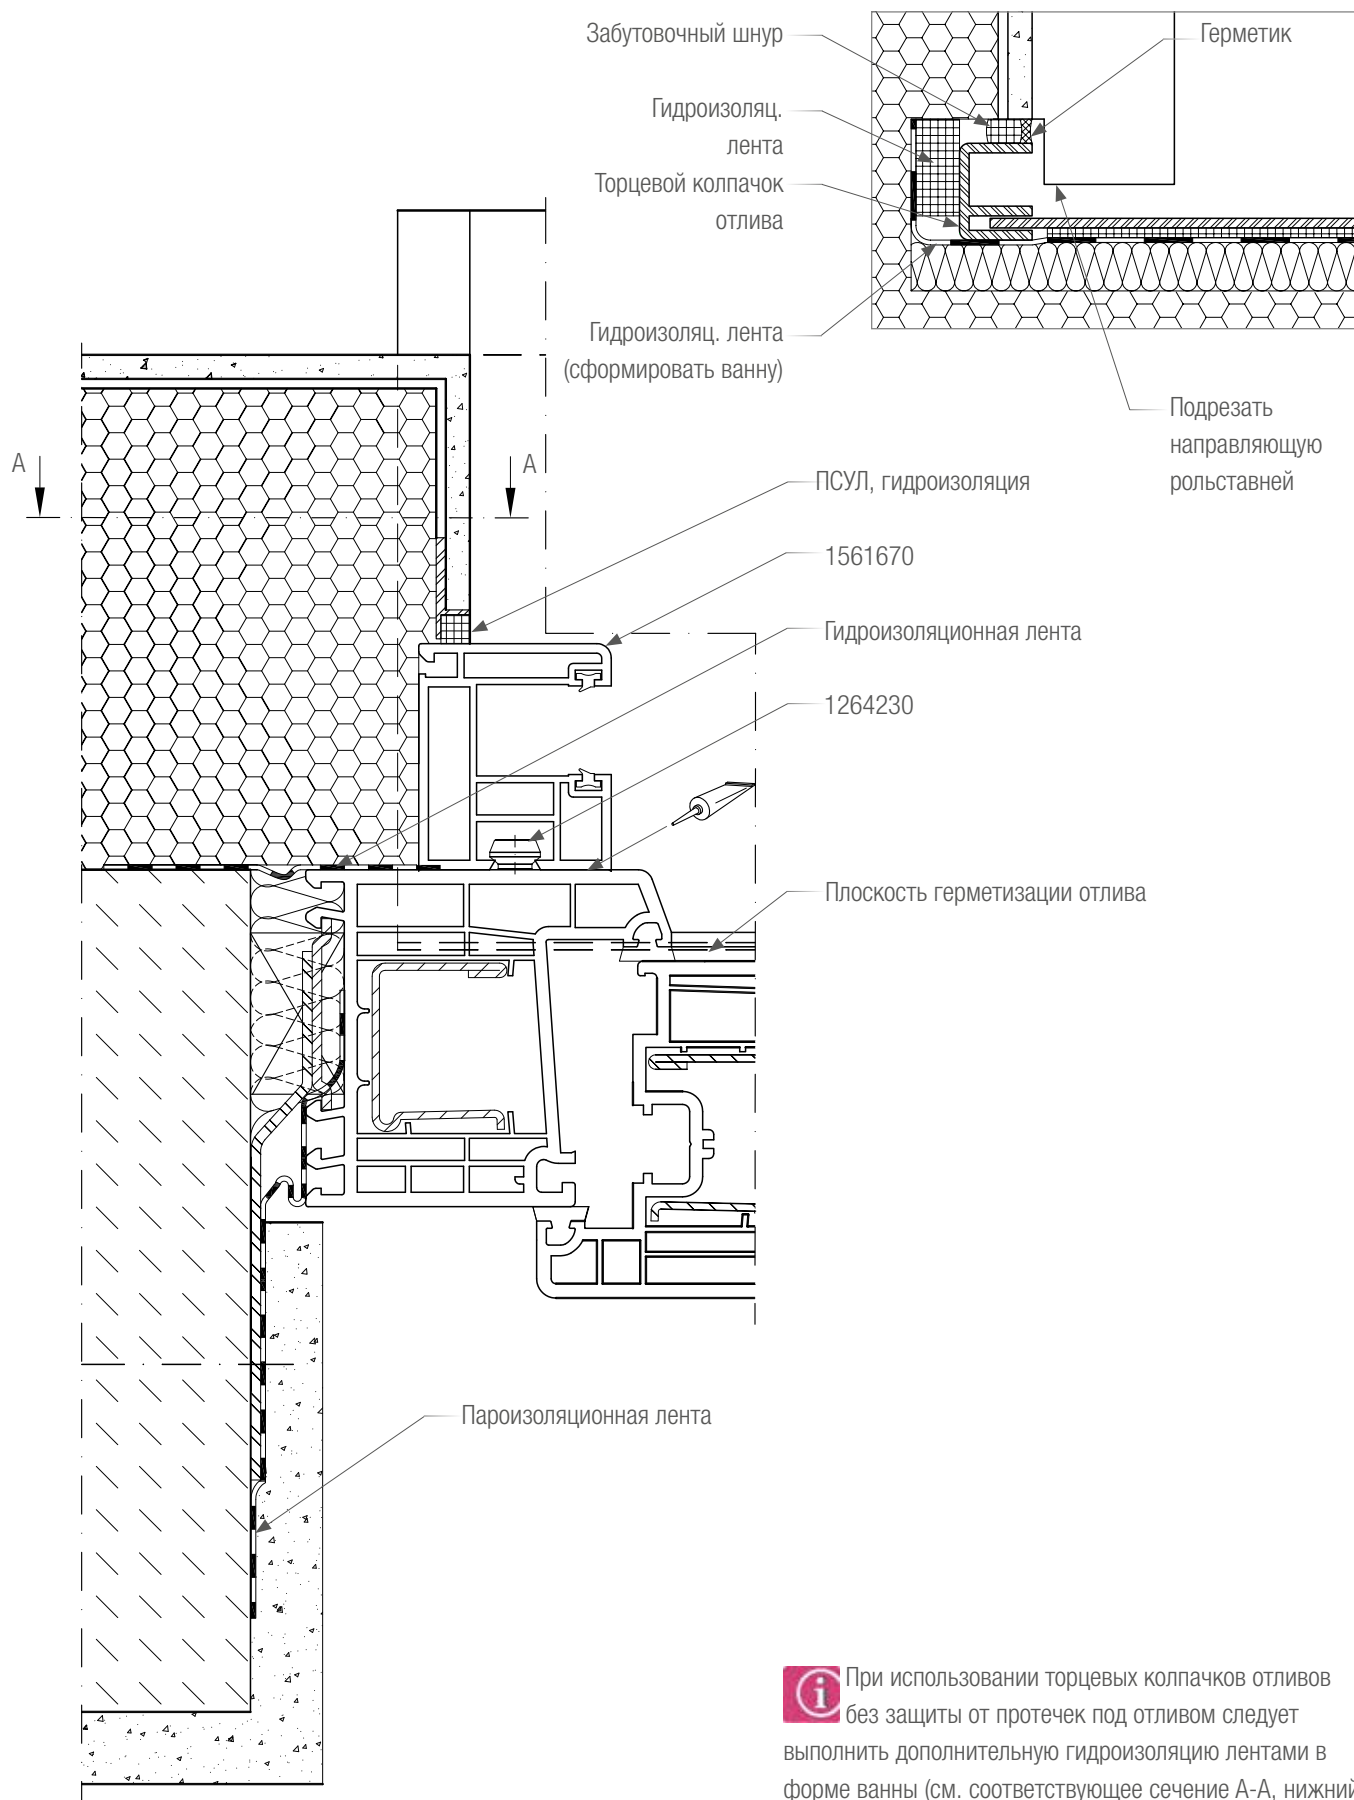 Забутовочный шнур
Герметик
Гидроизоляц.
лента
Торцевой колпачок
отлива
Гидроизоляц. лента
(сформировать ванну)
Подрезать
направляющую
рольставней
A
A
ПСУЛ, гидроизоляция
1561670
Гидроизоляционная лента
1264230
Плоскость герметизации отлива
Пароизоляционная лента
При использовании торцевых колпачков отливов
без защиты от протечек под отливом следует
выполнить дополнительную гидроизоляцию лентами в
форме ванны (см. соответствующее сечение А-А, нижний